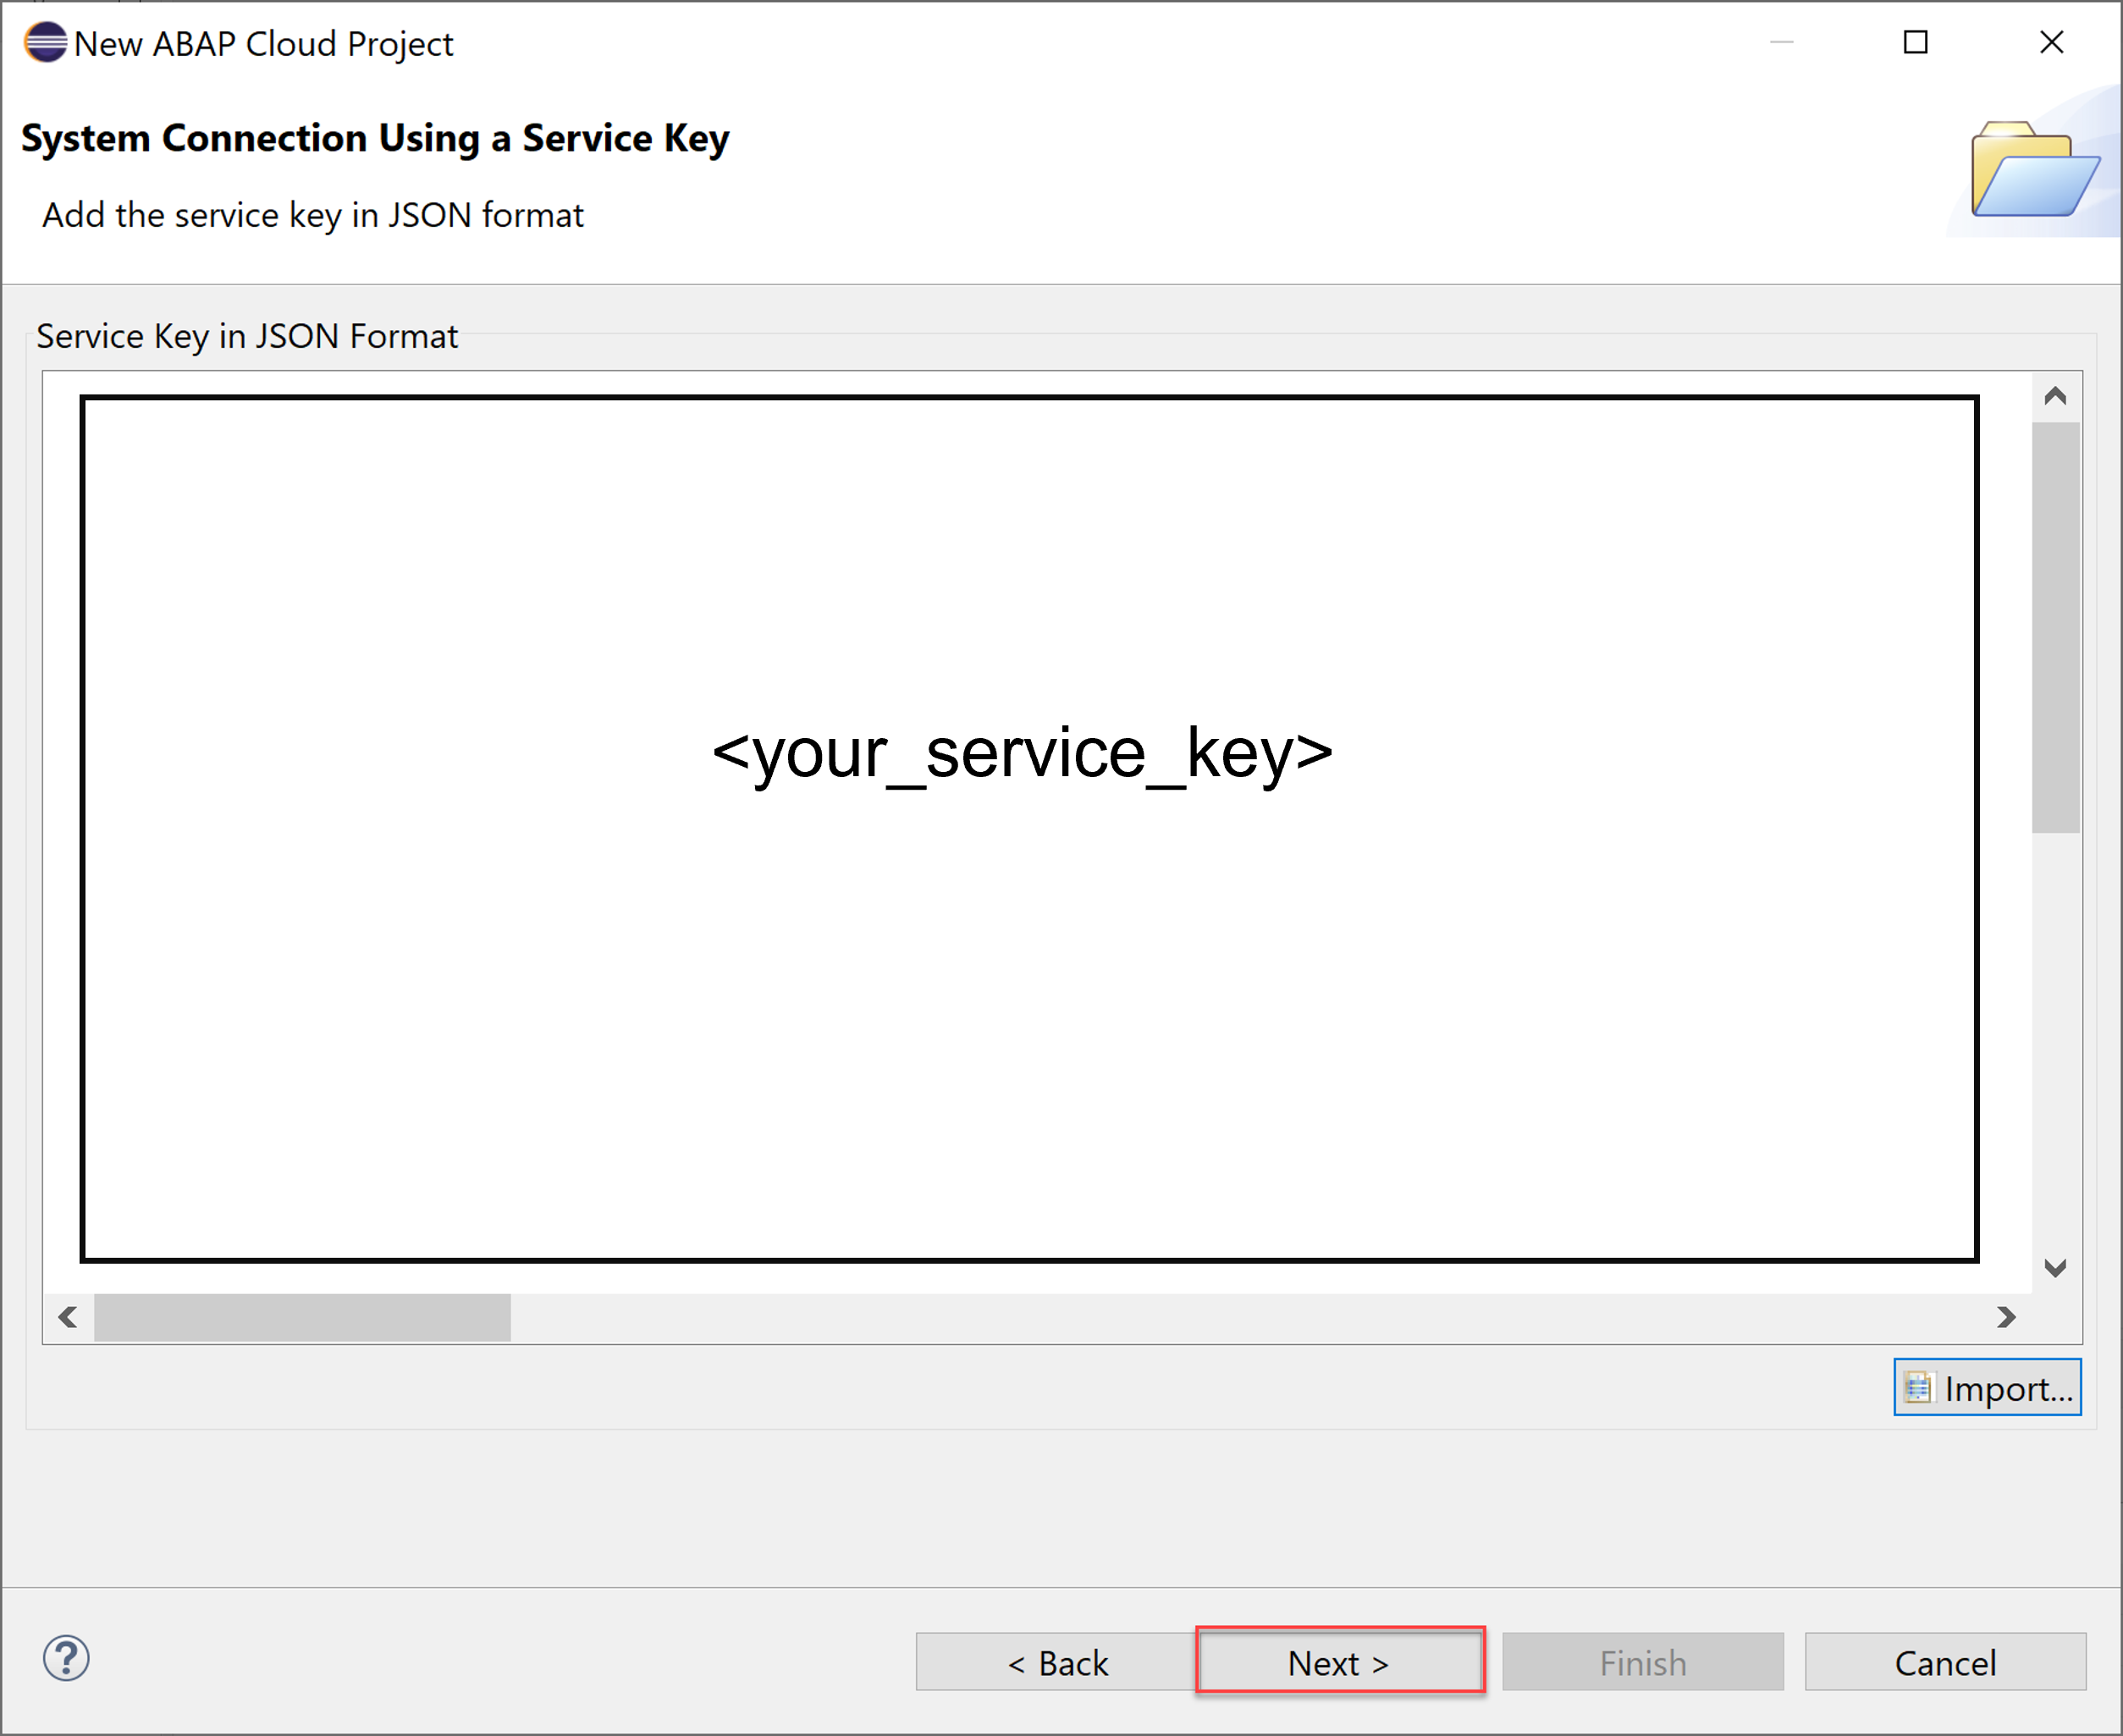 New ABAP Cloud Project
System Connection Using a Service Key
Add the service key in JSON format
Service Key in JSON Format
<your_service_key>
Import...
< Back
Next >
Finish
Cancel